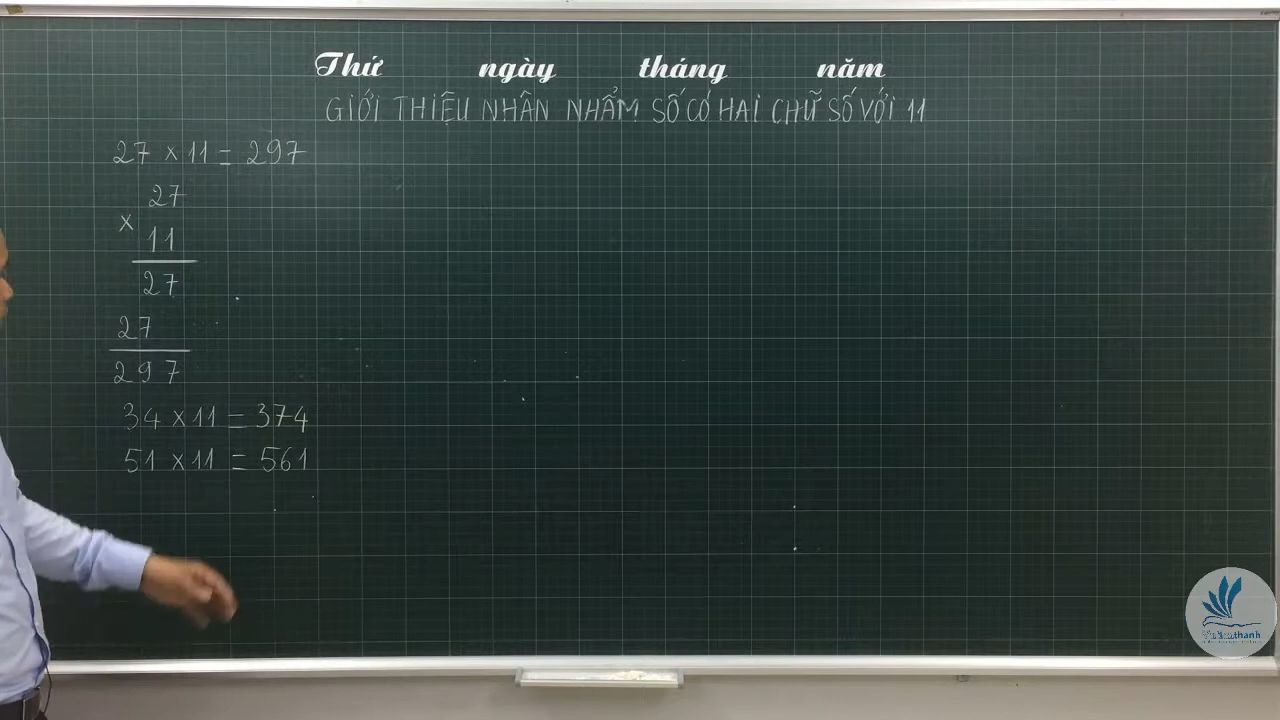 Thứ ngày tháng năm
GIỚI THIỆU NHÂN NHẨM SỐ CÓ HAI CHỮ SỐ VỚI 11
27 × 11 = 297
27
×
11
27
27
297
34 × 11 = 374
51 × 11 = 561